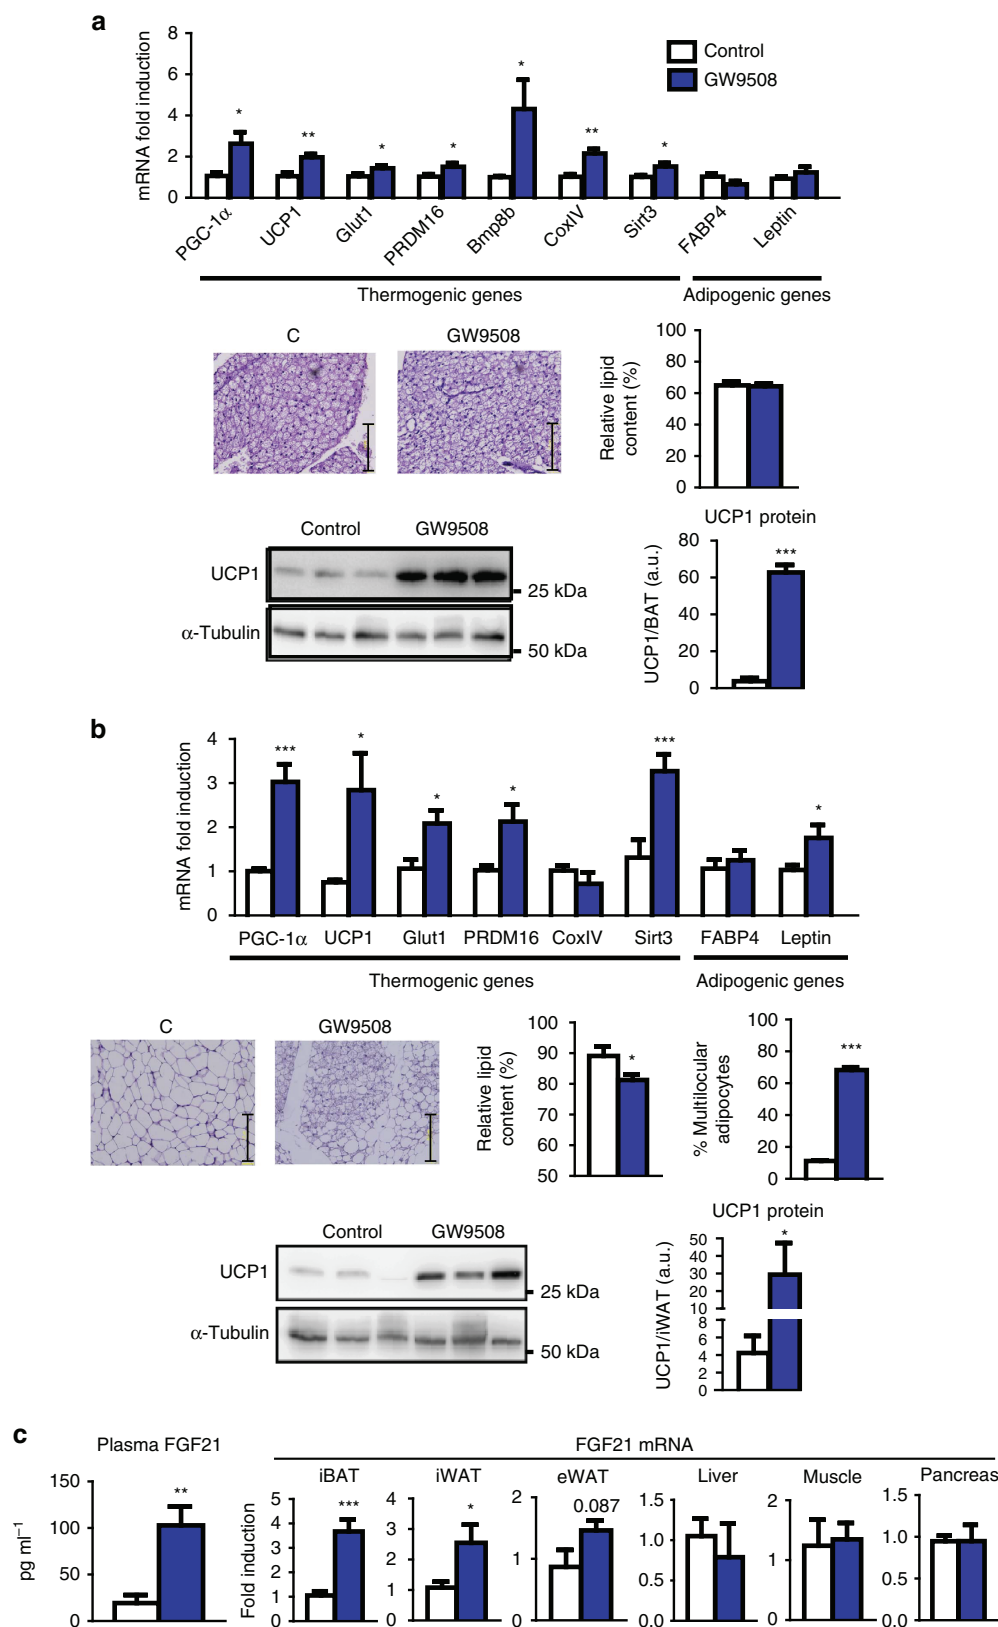 a
mRNA fold induction
8
6
4
2
0
Control
GW9508
*
**
*
*
*
**
*
PGC-1α
UCP1
Glut1
PRDM16
Bmp8b
CoxIV
Sirt3
FABP4
Leptin
Thermogenic genes
Adipogenic genes
C
GW9508
Relative lipid
content (%)
100
80
60
40
20
0
Control
GW9508
UCP1
25 kDa
α-Tubulin
50 kDa
UCP1 protein
UCP1/BAT (a.u.)
80
60
40
20
0
***
b
mRNA fold induction
4
3
2
1
0
***
*
*
*
***
*
PGC-1α
UCP1
Glut1
PRDM16
CoxIV
Sirt3
FABP4
Leptin
Thermogenic genes
Adipogenic genes
C
GW9508
Relative lipid
content (%)
100
90
80
70
60
50
*
% Multilocular
adipocytes
100
80
60
40
20
0
***
Control
GW9508
UCP1
25 kDa
α-Tubulin
50 kDa
UCP1 protein
UCP1/iWAT (a.u.)
50
40
30
20
10
8
6
4
2
0
*
c
Plasma FGF21
pg ml⁻¹
150
100
50
0
**
FGF21 mRNA
Fold induction
iBAT
5
4
3
2
1
0
***
iWAT
4
3
2
1
0
*
eWAT
2
1
0
0.087
Liver
1.5
1.0
0.5
0.0
Muscle
2
1
0
Pancreas
1.5
1.0
0.5
0.0